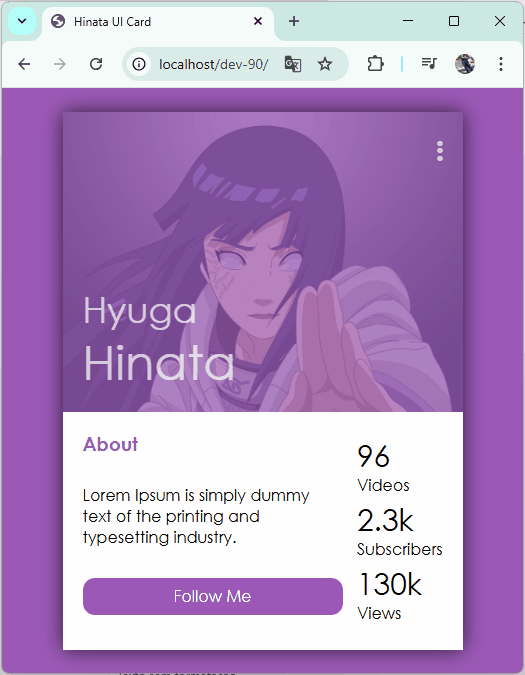 Hinata UI Card
localhost/dev-90/
Hyuga
Hinata
About
Lorem Ipsum is simply dummy
text of the printing and
typesetting industry.
Follow Me
96
Videos
2.3k
Subscribers
130k
Views